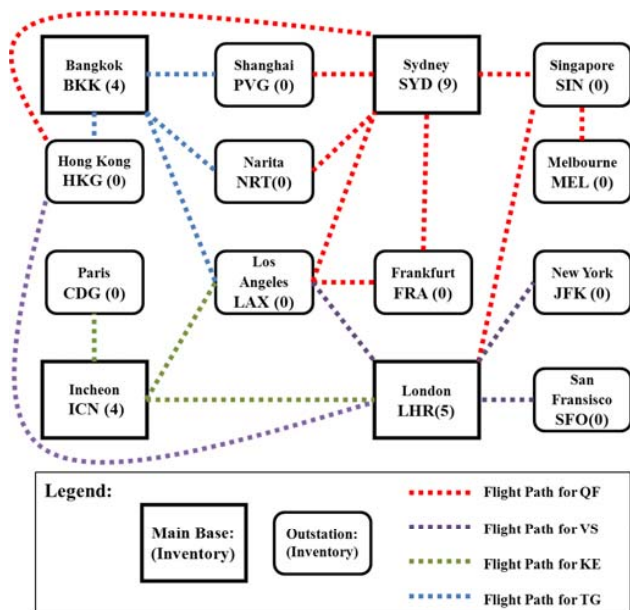 Bangkok
BKK (4)
Shanghai
PVG (0)
Sydney
SYD (9)
Singapore
SIN (0)
Hong Kong
HKG (0)
Narita
NRT(0)
Melbourne
MEL (0)
Paris
CDG (0)
Los
Angeles
LAX (0)
Frankfurt
FRA (0)
New York
JFK (0)
Incheon
ICN (4)
London
LHR(5)
San
Fransisco
SFO(0)
Legend:
Main Base:
(Inventory)
Outstation:
(Inventory)
Flight Path for QF
Flight Path for VS
Flight Path for KE
Flight Path for TG